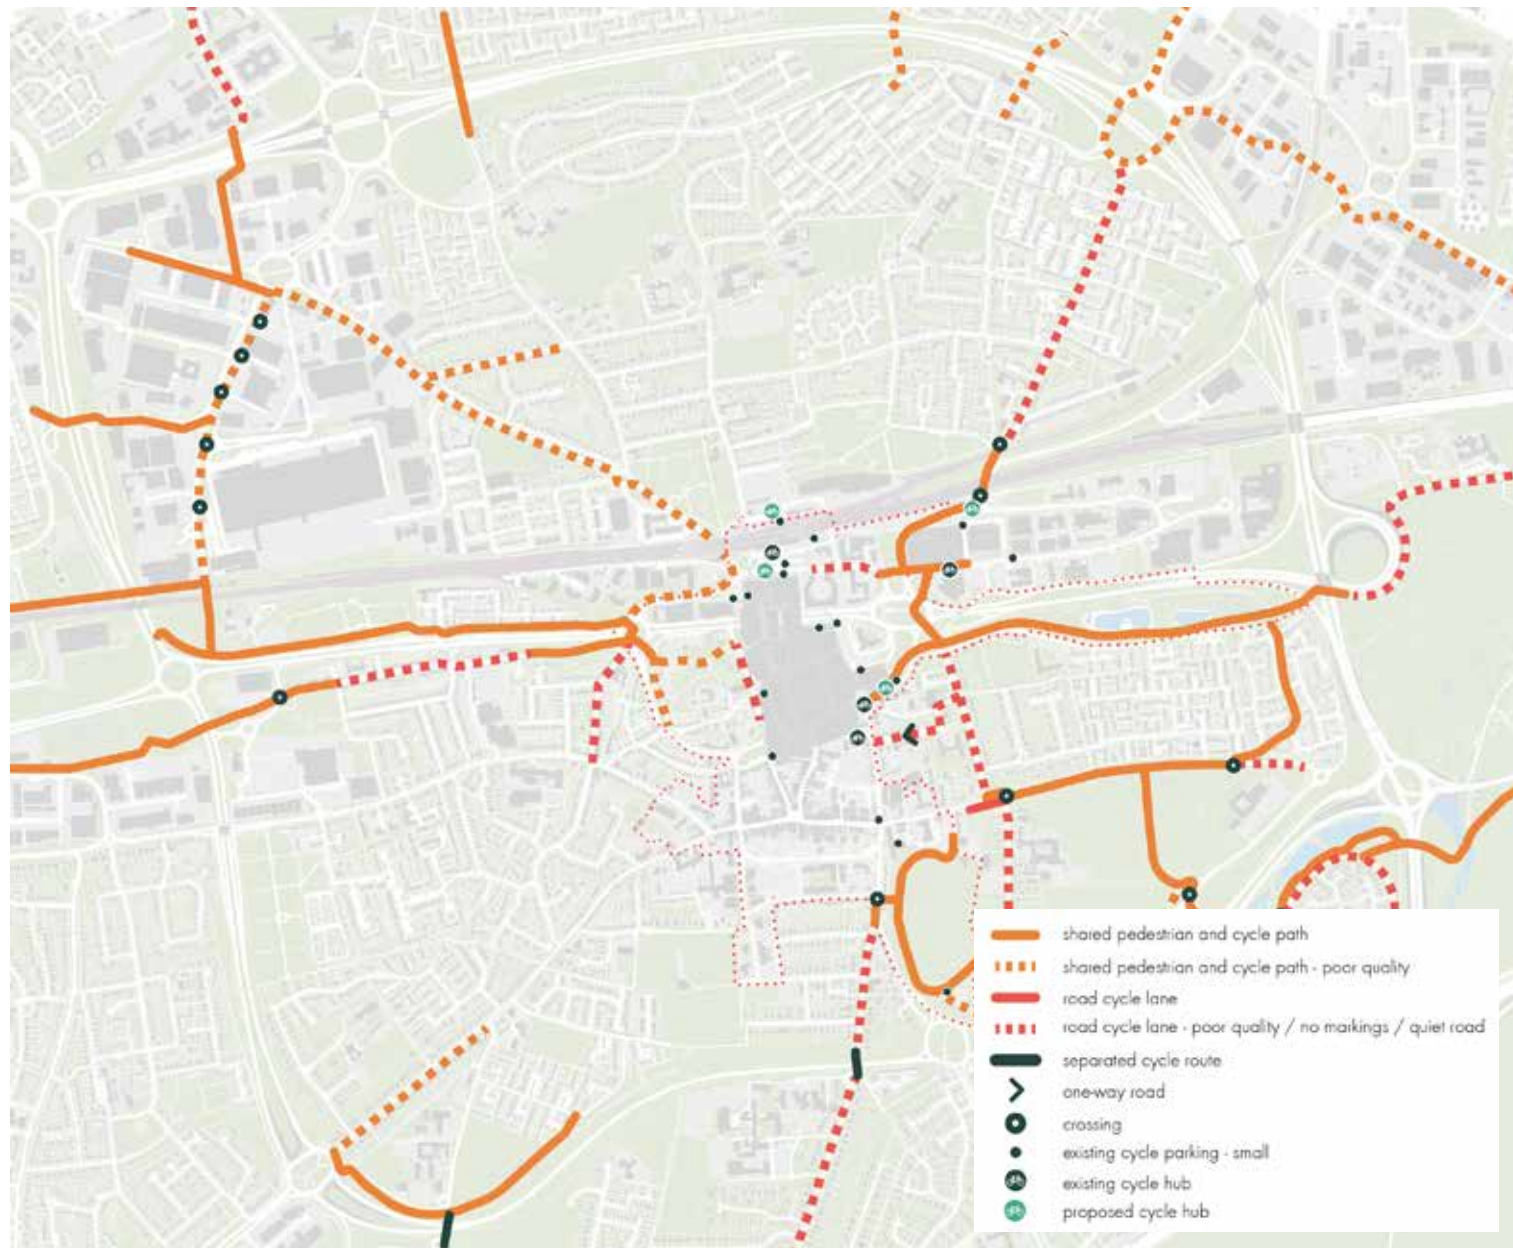 shared pedestrian and cycle path
shared pedestrian and cycle path - poor quality
road cycle lane
road cycle lane - poor quality / no markings / quiet road
separated cycle route
one-way road
crossing
existing cycle parking - small
existing cycle hub
proposed cycle hub